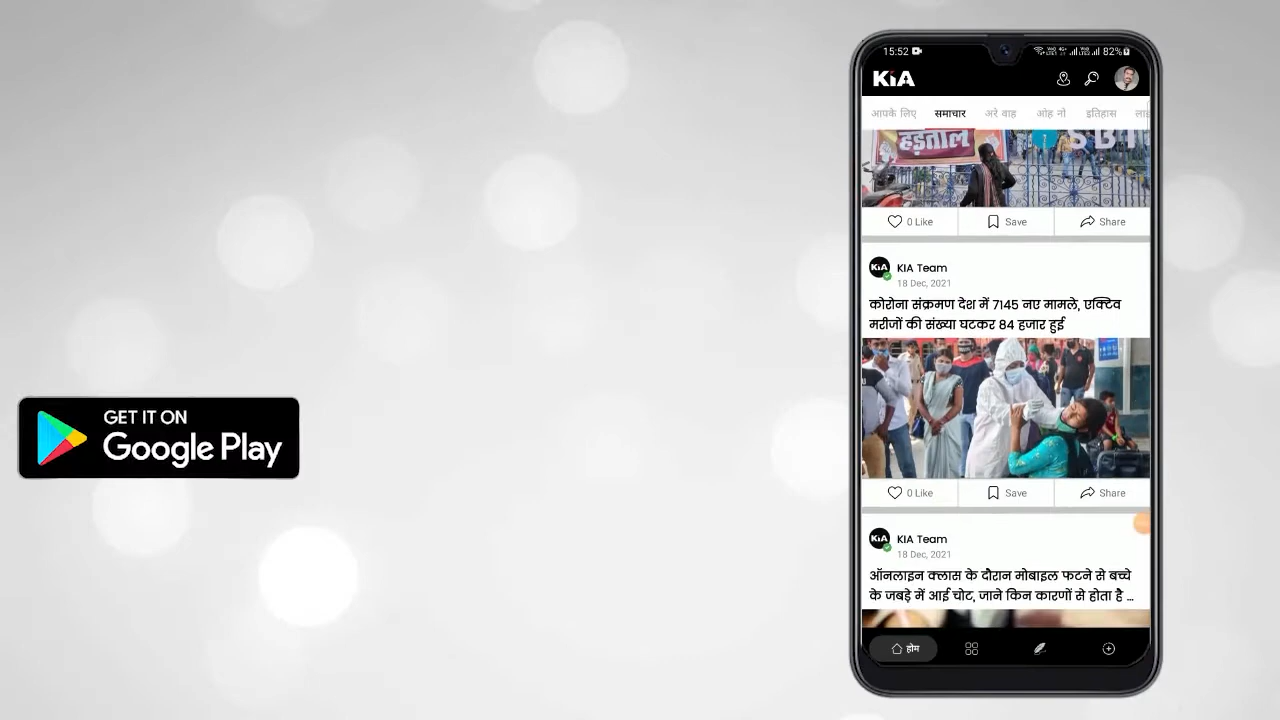 GET IT ON
Google Play
15:52
82%
KiA
आपके लिए समाचार अरे वाह ओह नो इतिहास
हड़ताल
SBI
0 Like Save Share
KIA Team
18 Dec, 2021
कोरोना संक्रमण देश में 7145 नए मामले, एक्टिव
मरीजों की संख्या घटकर 84 हजार हुई
0 Like Save Share
KIA Team
18 Dec, 2021
ऑनलाइन क्लास के दौरान मोबाइल फटने से बच्चे
के जबड़े में आई चोट, जाने किन कारणों से होता है ...
होम